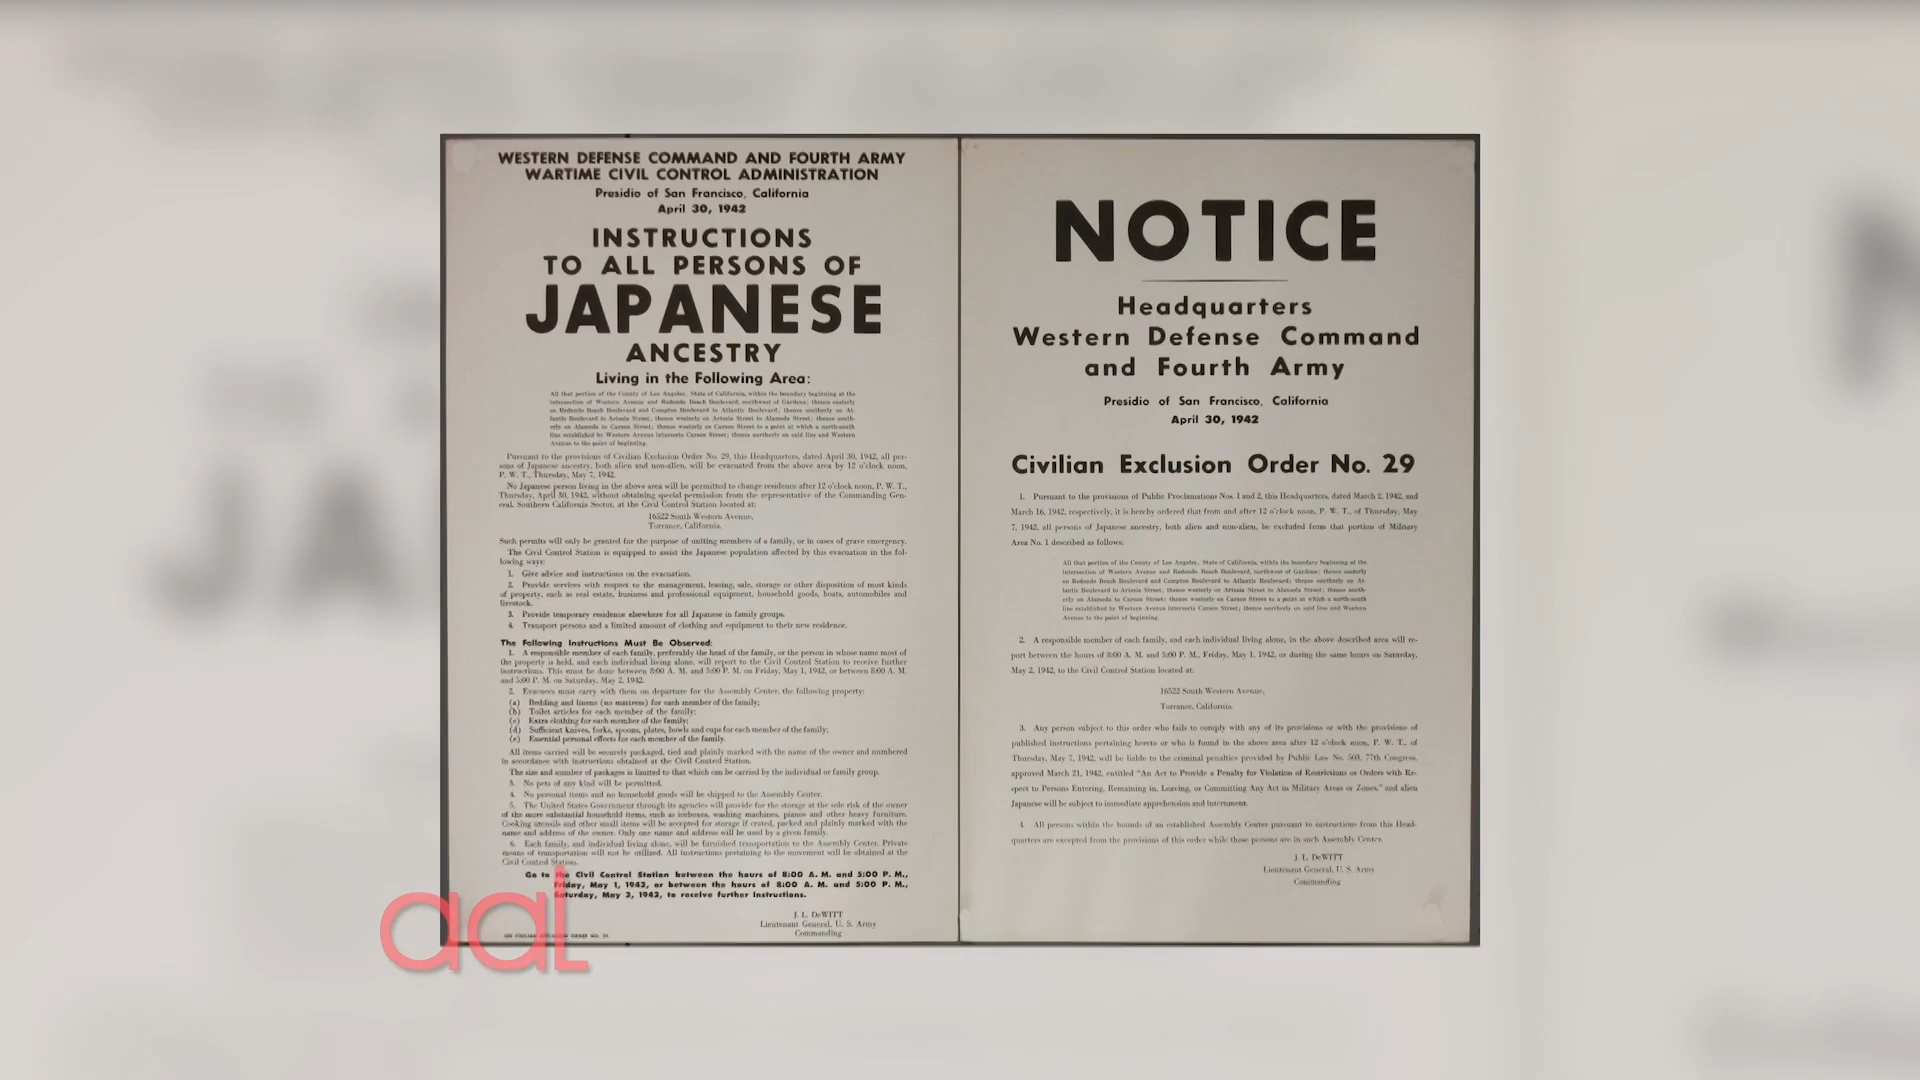 WESTERN DEFENSE COMMAND AND FOURTH ARMY
WARTIME CIVIL CONTROL ADMINISTRATION
Presidio of San Francisco, California
April 30, 1942
INSTRUCTIONS
TO ALL PERSONS OF
JAPANESE
ANCESTRY
Living in the Following Area:
All that portion of the County of Los Angeles, State of California, within the boundary beginning at the
intersection of Western Avenue and Redondo Beach Boulevard, northwest of Gardena; thence easterly
on Redondo Beach Boulevard and Compton Boulevard to Atlantic Boulevard; thence southerly on At-
lantic Boulevard to Artesia Street; thence westerly on Artesia Street to Alameda Street; thence south-
erly on Alameda to Carson Street; thence westerly on Carson Street to a point at which a north-south
line established by Western Avenue intersects Carson Street; thence northerly on said line and Western
Avenue to the point of beginning.
Pursuant to the provisions of Civilian Exclusion Order No. 29, this Headquarters, dated April 30, 1942, all per-
sons of Japanese ancestry, both alien and non-alien, will be evacuated from the above area by 12 o'clock noon,
P. W. T., Thursday, May 7, 1942.
No Japanese person living in the above area will be permitted to change residence after 12 o'clock noon, P. W. T.,
Thursday, April 30, 1942, without obtaining special permission from the representative of the Commanding Gen-
eral, Southern California Sector, at the Civil Control Station located at:
16522 South Western Avenue,
Torrance, California.
Such permits will only be granted for the purpose of uniting members of a family, or in cases of grave emergency.
The Civil Control Station is equipped to assist the Japanese population affected by this evacuation in the fol-
lowing ways:
1. Give advice and instructions on the evacuation.
2. Provide services with respect to the management, leasing, sale, storage or other disposition of most kinds
of property, such as real estate, business and professional equipment, household goods, boats, automobiles and
livestock.
3. Provide temporary residence elsewhere for all Japanese in family groups.
4. Transport persons and a limited amount of clothing and equipment to their new residence.
The Following Instructions Must Be Observed:
1. A responsible member of each family, preferably the head of the family, or the person in whose name most of
the property is held, and each individual living alone, will report to the Civil Control Station to receive further
instructions. This must be done between 8:00 A. M. and 5:00 P. M. on Friday, May 1, 1942, or between 8:00 A. M.
and 5:00 P. M. on Saturday, May 2, 1942.
2. Evacuees must carry with them on departure for the Assembly Center, the following property:
(a) Bedding and linens (no mattress) for each member of the family;
(b) Toilet articles for each member of the family;
(c) Extra clothing for each member of the family;
(d) Sufficient knives, forks, spoons, plates, bowls and cups for each member of the family;
(e) Essential personal effects for each member of the family.
All items carried will be securely packaged, tied and plainly marked with the name of the owner and numbered
in accordance with instructions obtained at the Civil Control Station.
The size and number of packages is limited to that which can be carried by the individual or family group.
3. No pets of any kind will be permitted.
4. No personal items and no household goods will be shipped to the Assembly Center.
5. The United States Government through its agencies will provide for the storage at the sole risk of the owner
of the more substantial household items, such as iceboxes, washing machines, pianos and other heavy furniture.
Cooking utensils and other small items will be accepted for storage if crated, packed and plainly marked with the
name and address of the owner. Only one name and address will be used by a given family.
6. Each family, and individual living alone, will be furnished transportation to the Assembly Center. Private
means of transportation will not be utilized. All instructions pertaining to the movement will be obtained at the
Civil Control Station.
Go to the Civil Control Station between the hours of 8:00 A. M. and 5:00 P. M.,
Friday, May 1, 1942, or between the hours of 8:00 A. M. and 5:00 P. M.,
Saturday, May 2, 1942, to receive further instructions.
J. L. DeWITT
Lieutenant General, U. S. Army
Commanding
SEE CIVILIAN EXCLUSION ORDER NO. 29.
aaL
NOTICE
Headquarters
Western Defense Command
and Fourth Army
Presidio of San Francisco, California
April 30, 1942
Civilian Exclusion Order No. 29
1. Pursuant to the provisions of Public Proclamations Nos. 1 and 2, this Headquarters, dated March 2, 1942, and
March 16, 1942, respectively, it is hereby ordered that from and after 12 o'clock noon, P. W. T., of Thursday, May
7, 1942, all persons of Japanese ancestry, both alien and non-alien, be excluded from that portion of Military
Area No. 1 described as follows:
All that portion of the County of Los Angeles, State of California, within the boundary beginning at the
intersection of Western Avenue and Redondo Beach Boulevard, northwest of Gardena; thence easterly
on Redondo Beach Boulevard and Compton Boulevard to Atlantic Boulevard; thence southerly on At-
lantic Boulevard to Artesia Street; thence westerly on Artesia Street to Alameda Street; thence south-
erly on Alameda to Carson Street; thence westerly on Carson Street to a point at which a north-south
line established by Western Avenue intersects Carson Street; thence northerly on said line and Western
Avenue to the point of beginning.
2. A responsible member of each family, and each individual living alone, in the above described area will re-
port between the hours of 8:00 A. M. and 5:00 P. M., Friday, May 1, 1942, or during the same hours on Saturday,
May 2, 1942, to the Civil Control Station located at:
16522 South Western Avenue,
Torrance, California.
3. Any person subject to this order who fails to comply with any of its provisions or with the provisions of
published instructions pertaining hereto or who is found in the above area after 12 o'clock noon, P. W. T., of
Thursday, May 7, 1942, will be liable to the criminal penalties provided by Public Law No. 503, 77th Congress,
approved March 21, 1942, entitled "An Act to Provide a Penalty for Violation of Restrictions or Orders with Re-
spect to Persons Entering, Remaining in, Leaving, or Committing Any Act in Military Areas or Zones," and alien
Japanese will be subject to immediate apprehension and internment.
4. All persons within the bounds of an established Assembly Center pursuant to instructions from this Head-
quarters are excepted from the provisions of this order while those persons are in such Assembly Center.
J. L. DeWITT
Lieutenant General, U. S. Army
Commanding